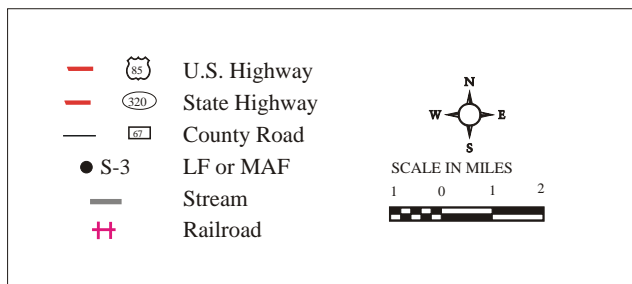 85 U.S. Highway
320 State Highway
67 County Road
S-3 LF or MAF
Stream
Railroad
N
W E
S
SCALE IN MILES
1 0 1 2